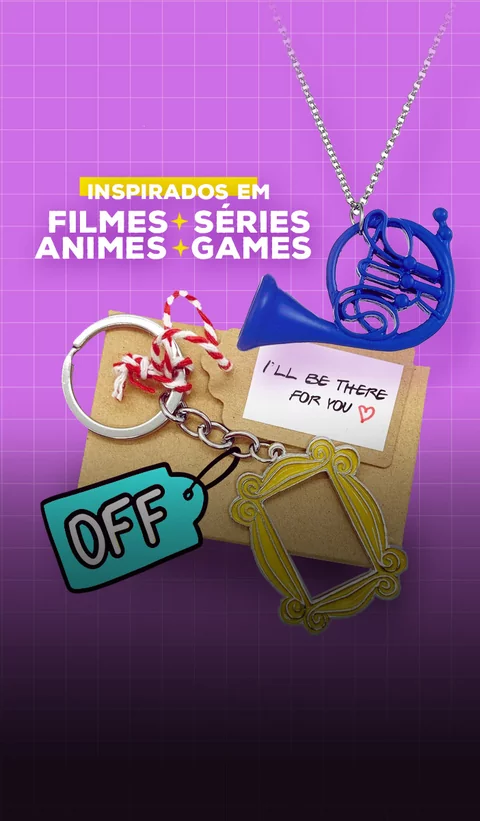 INSPIRADOS EM
FILMES✦SÉRIES
ANIMES✦GAMES
I'LL BE THERE
FOR YOU ♡
OFF